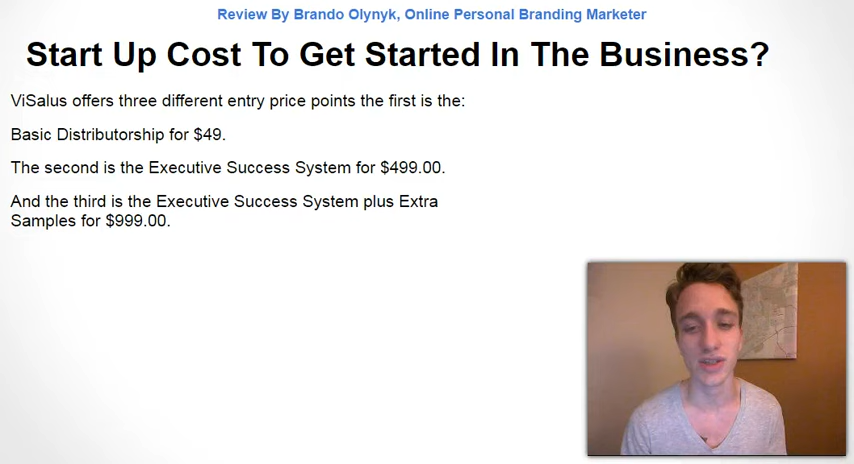 Review By Brando Olynyk, Online Personal Branding Marketer
Start Up Cost To Get Started In The Business?
ViSalus offers three different entry price points the first is the:
Basic Distributorship for $49.
The second is the Executive Success System for $499.00.
And the third is the Executive Success System plus Extra
Samples for $999.00.